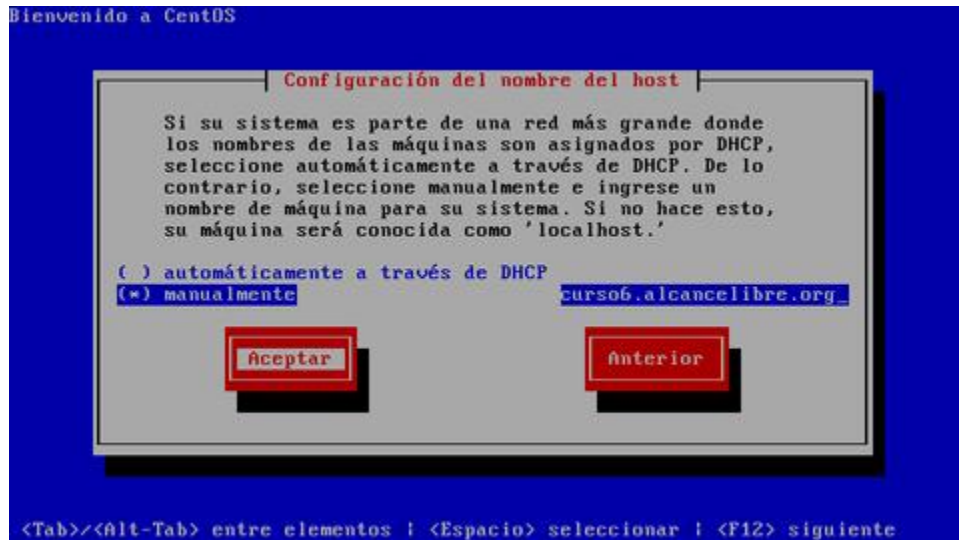 Bienvenido a CentOS
Configuración del nombre del host
Si su sistema es parte de una red más grande donde
los nombres de las máquinas son asignados por DHCP,
seleccione automáticamente a través de DHCP. De lo
contrario, seleccione manualmente e ingrese un
nombre de máquina para su sistema. Si no hace esto,
su máquina será conocida como 'localhost.'
( ) automáticamente a través de DHCP
(*) manualmente curso6.alcancelibre.org_
Aceptar Anterior
<Tab>/<Alt-Tab> entre elementos | <Espacio> seleccionar | <F12> siguiente